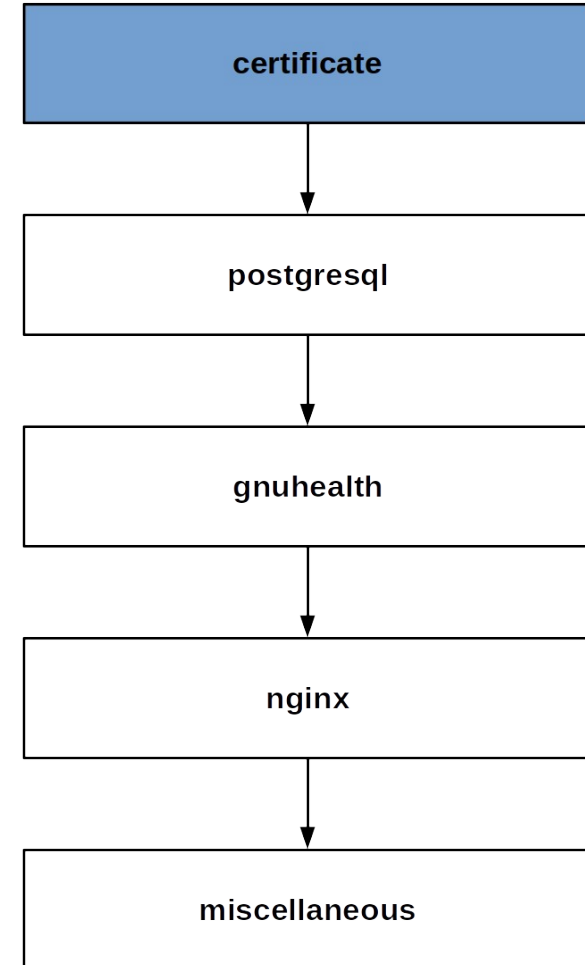 certificate
postgresql
gnuhealth
nginx
miscellaneous